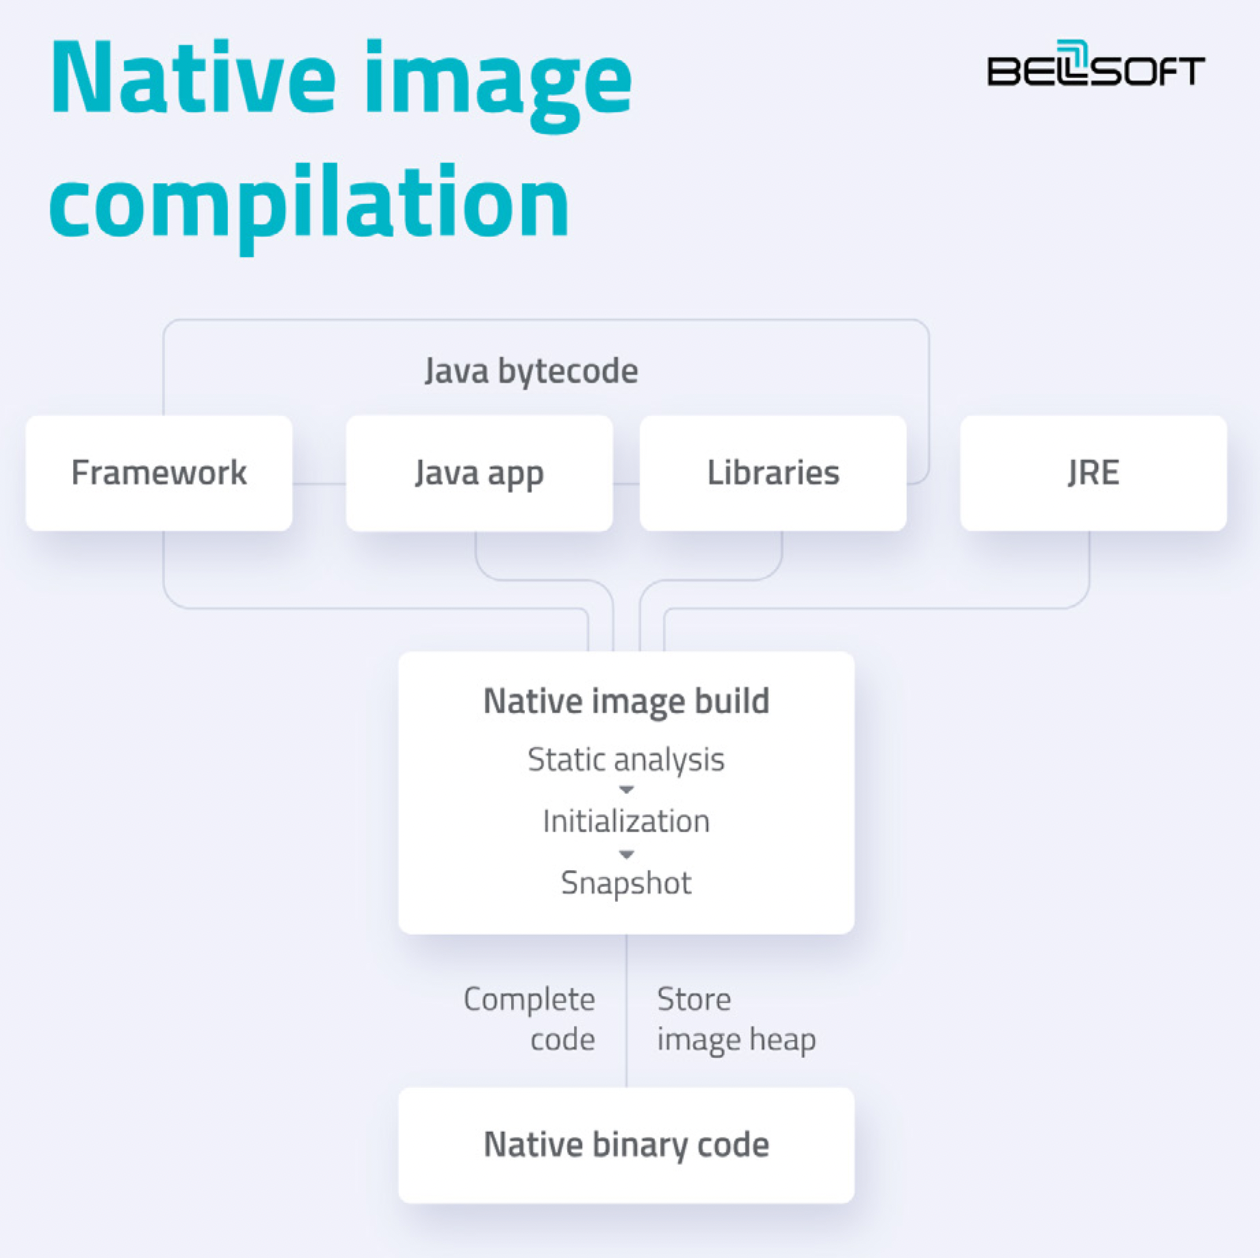 Native image
compilation
BELLSOFT
Java bytecode
Framework
Java app
Libraries
JRE
Native image build
Static analysis
Initialization
Snapshot
Complete
code
Store
image heap
Native binary code